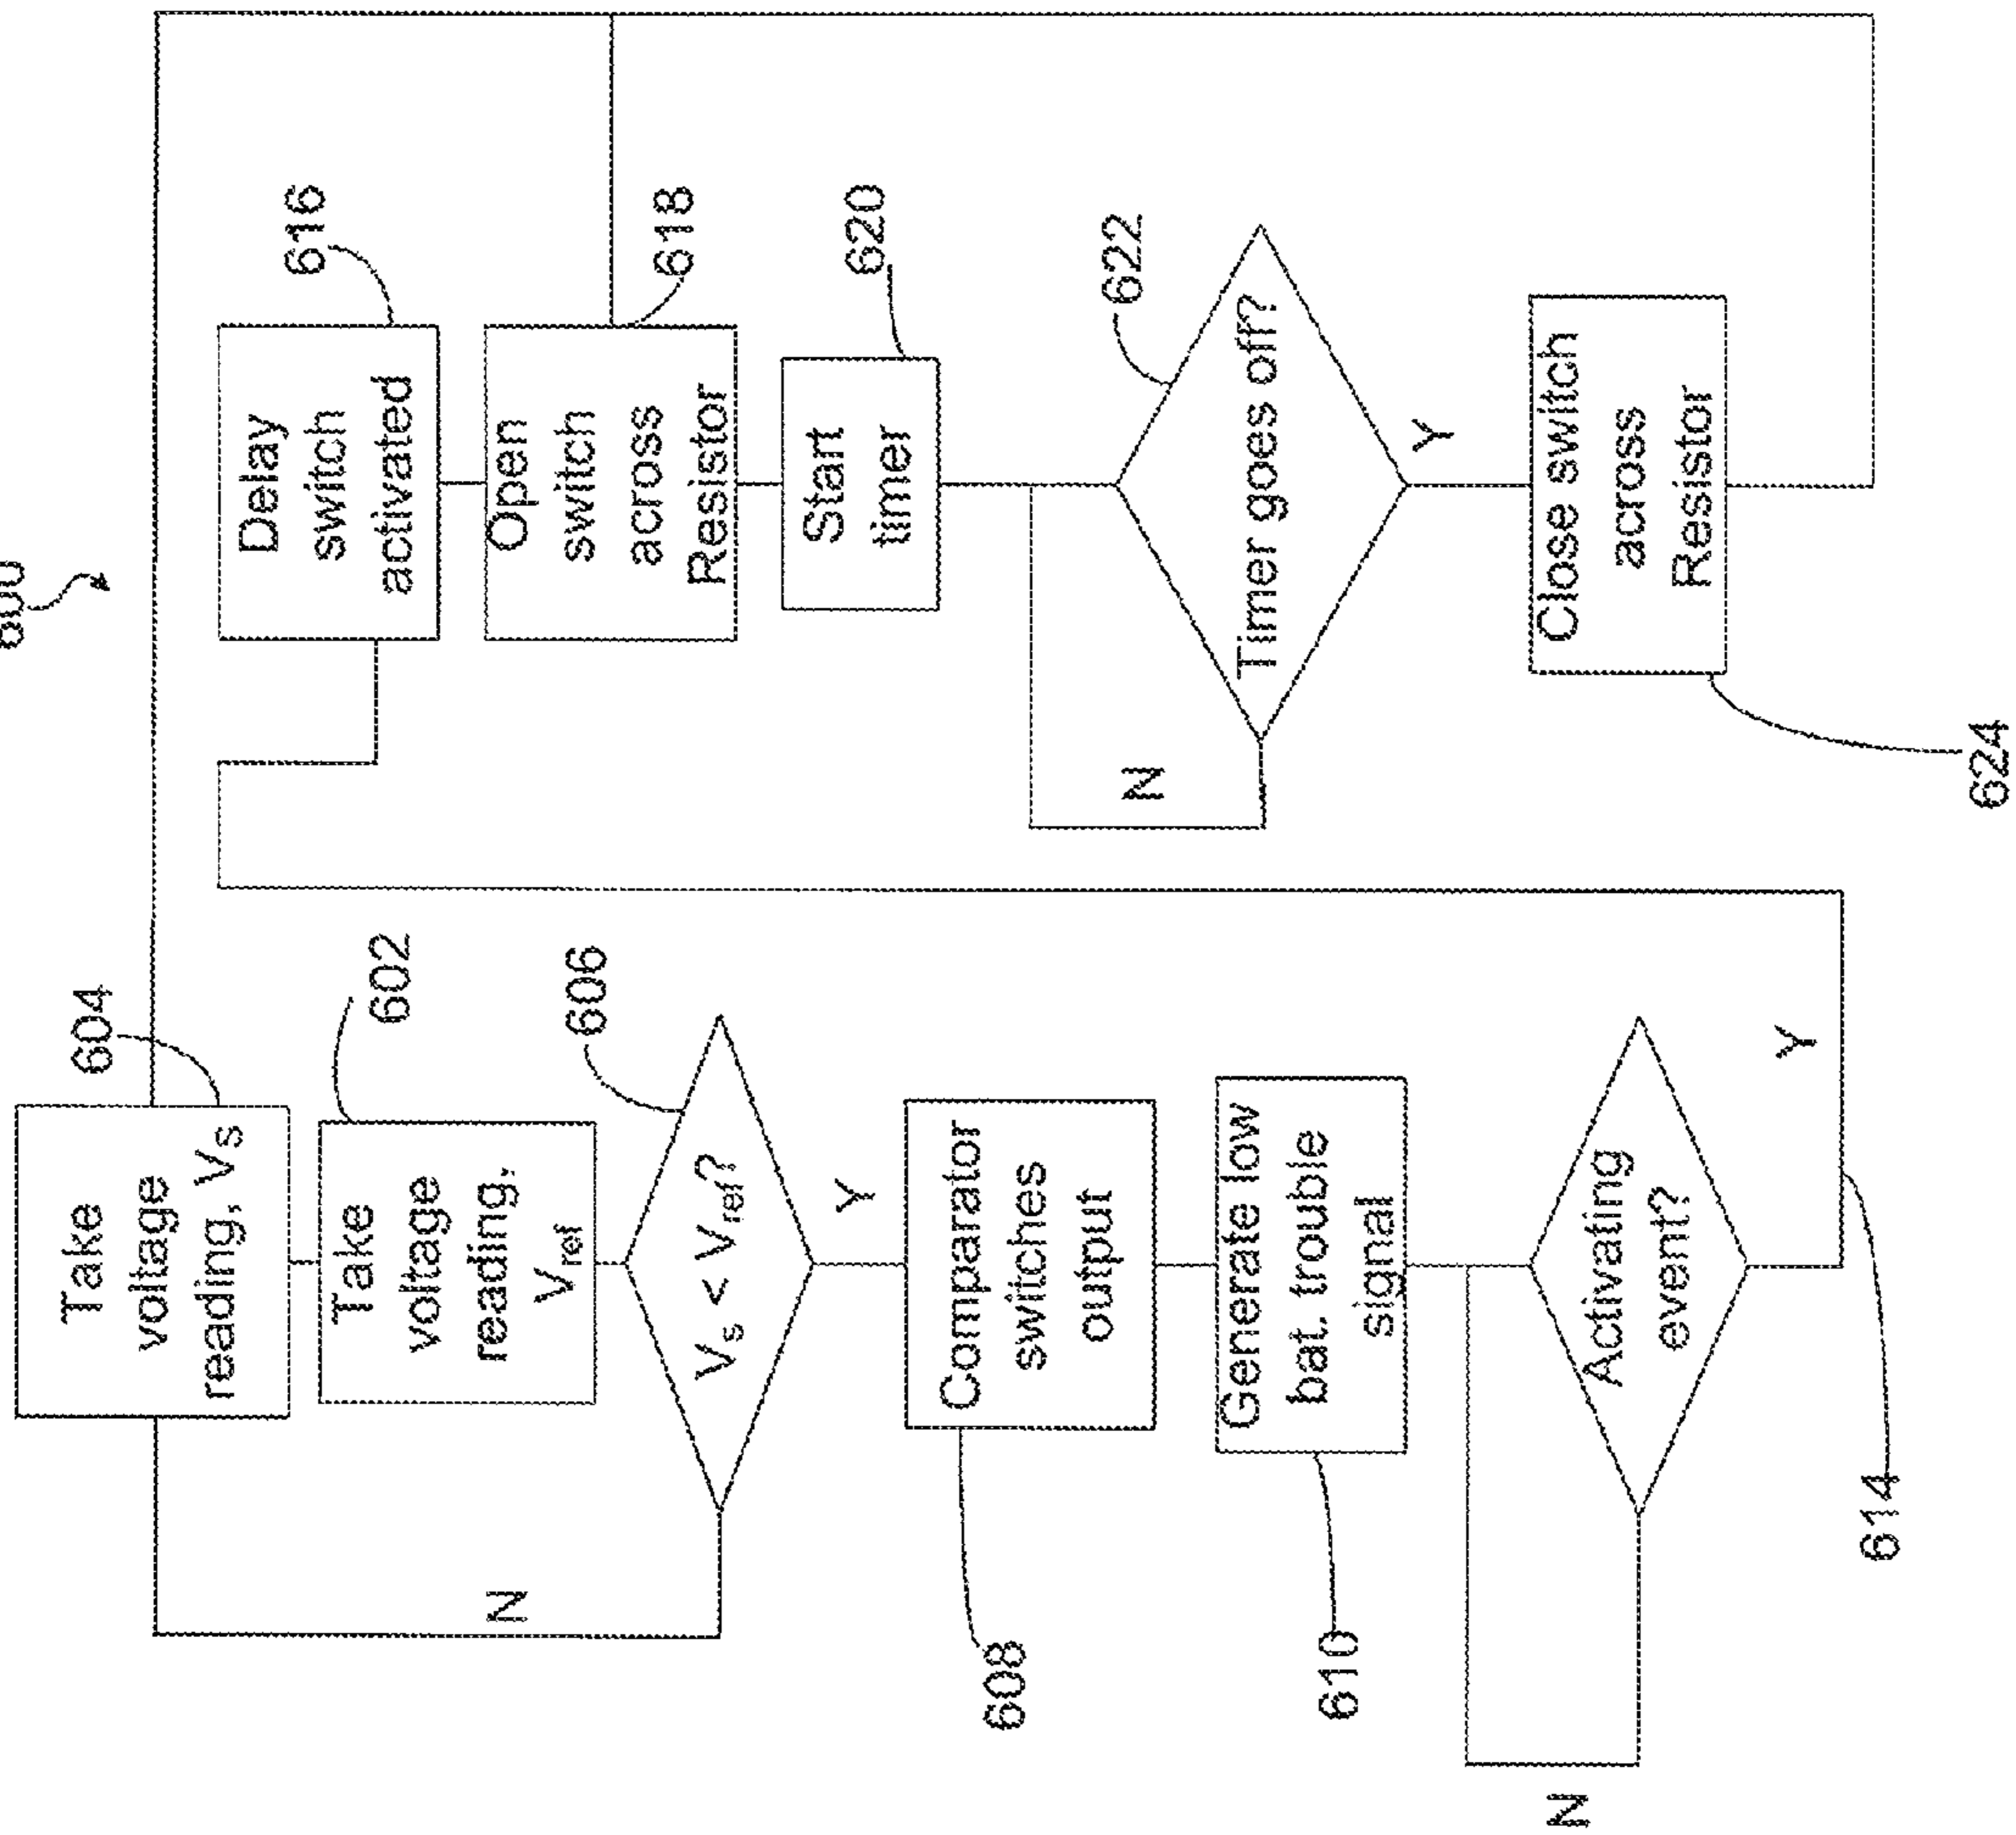 600
Take
voltage
reading, Vs
604
Take
voltage
reading,
Vref
602
Vs < Vref?
606
N
Y
Comparator
switches
output
608
Generate low
bat. trouble
signal
610
Activating
event?
N
Y
614
Delay
switch
activated
616
Open
switch
across
Resistor
618
Start
timer
620
Timer goes off?
622
N
Y
Close switch
across
Resistor
624